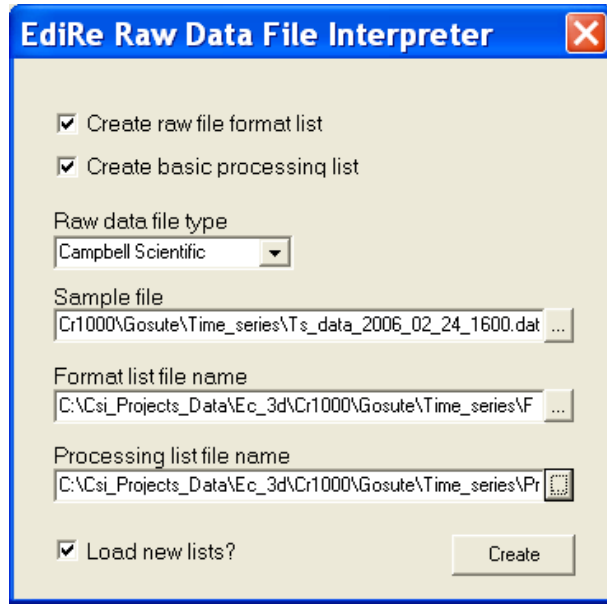 EdiRe Raw Data File Interpreter
Create raw file format list
Create basic processing list
Raw data file type
Campbell Scientific
Sample file
Cr1000\Gosute\Time_series\Ts_data_2006_02_24_1600.dat ...
Format list file name
C:\Csi_Projects_Data\Ec_3d\Cr1000\Gosute\Time_series\F ...
Processing list file name
C:\Csi_Projects_Data\Ec_3d\Cr1000\Gosute\Time_series\Pr ...
Load new lists?
Create